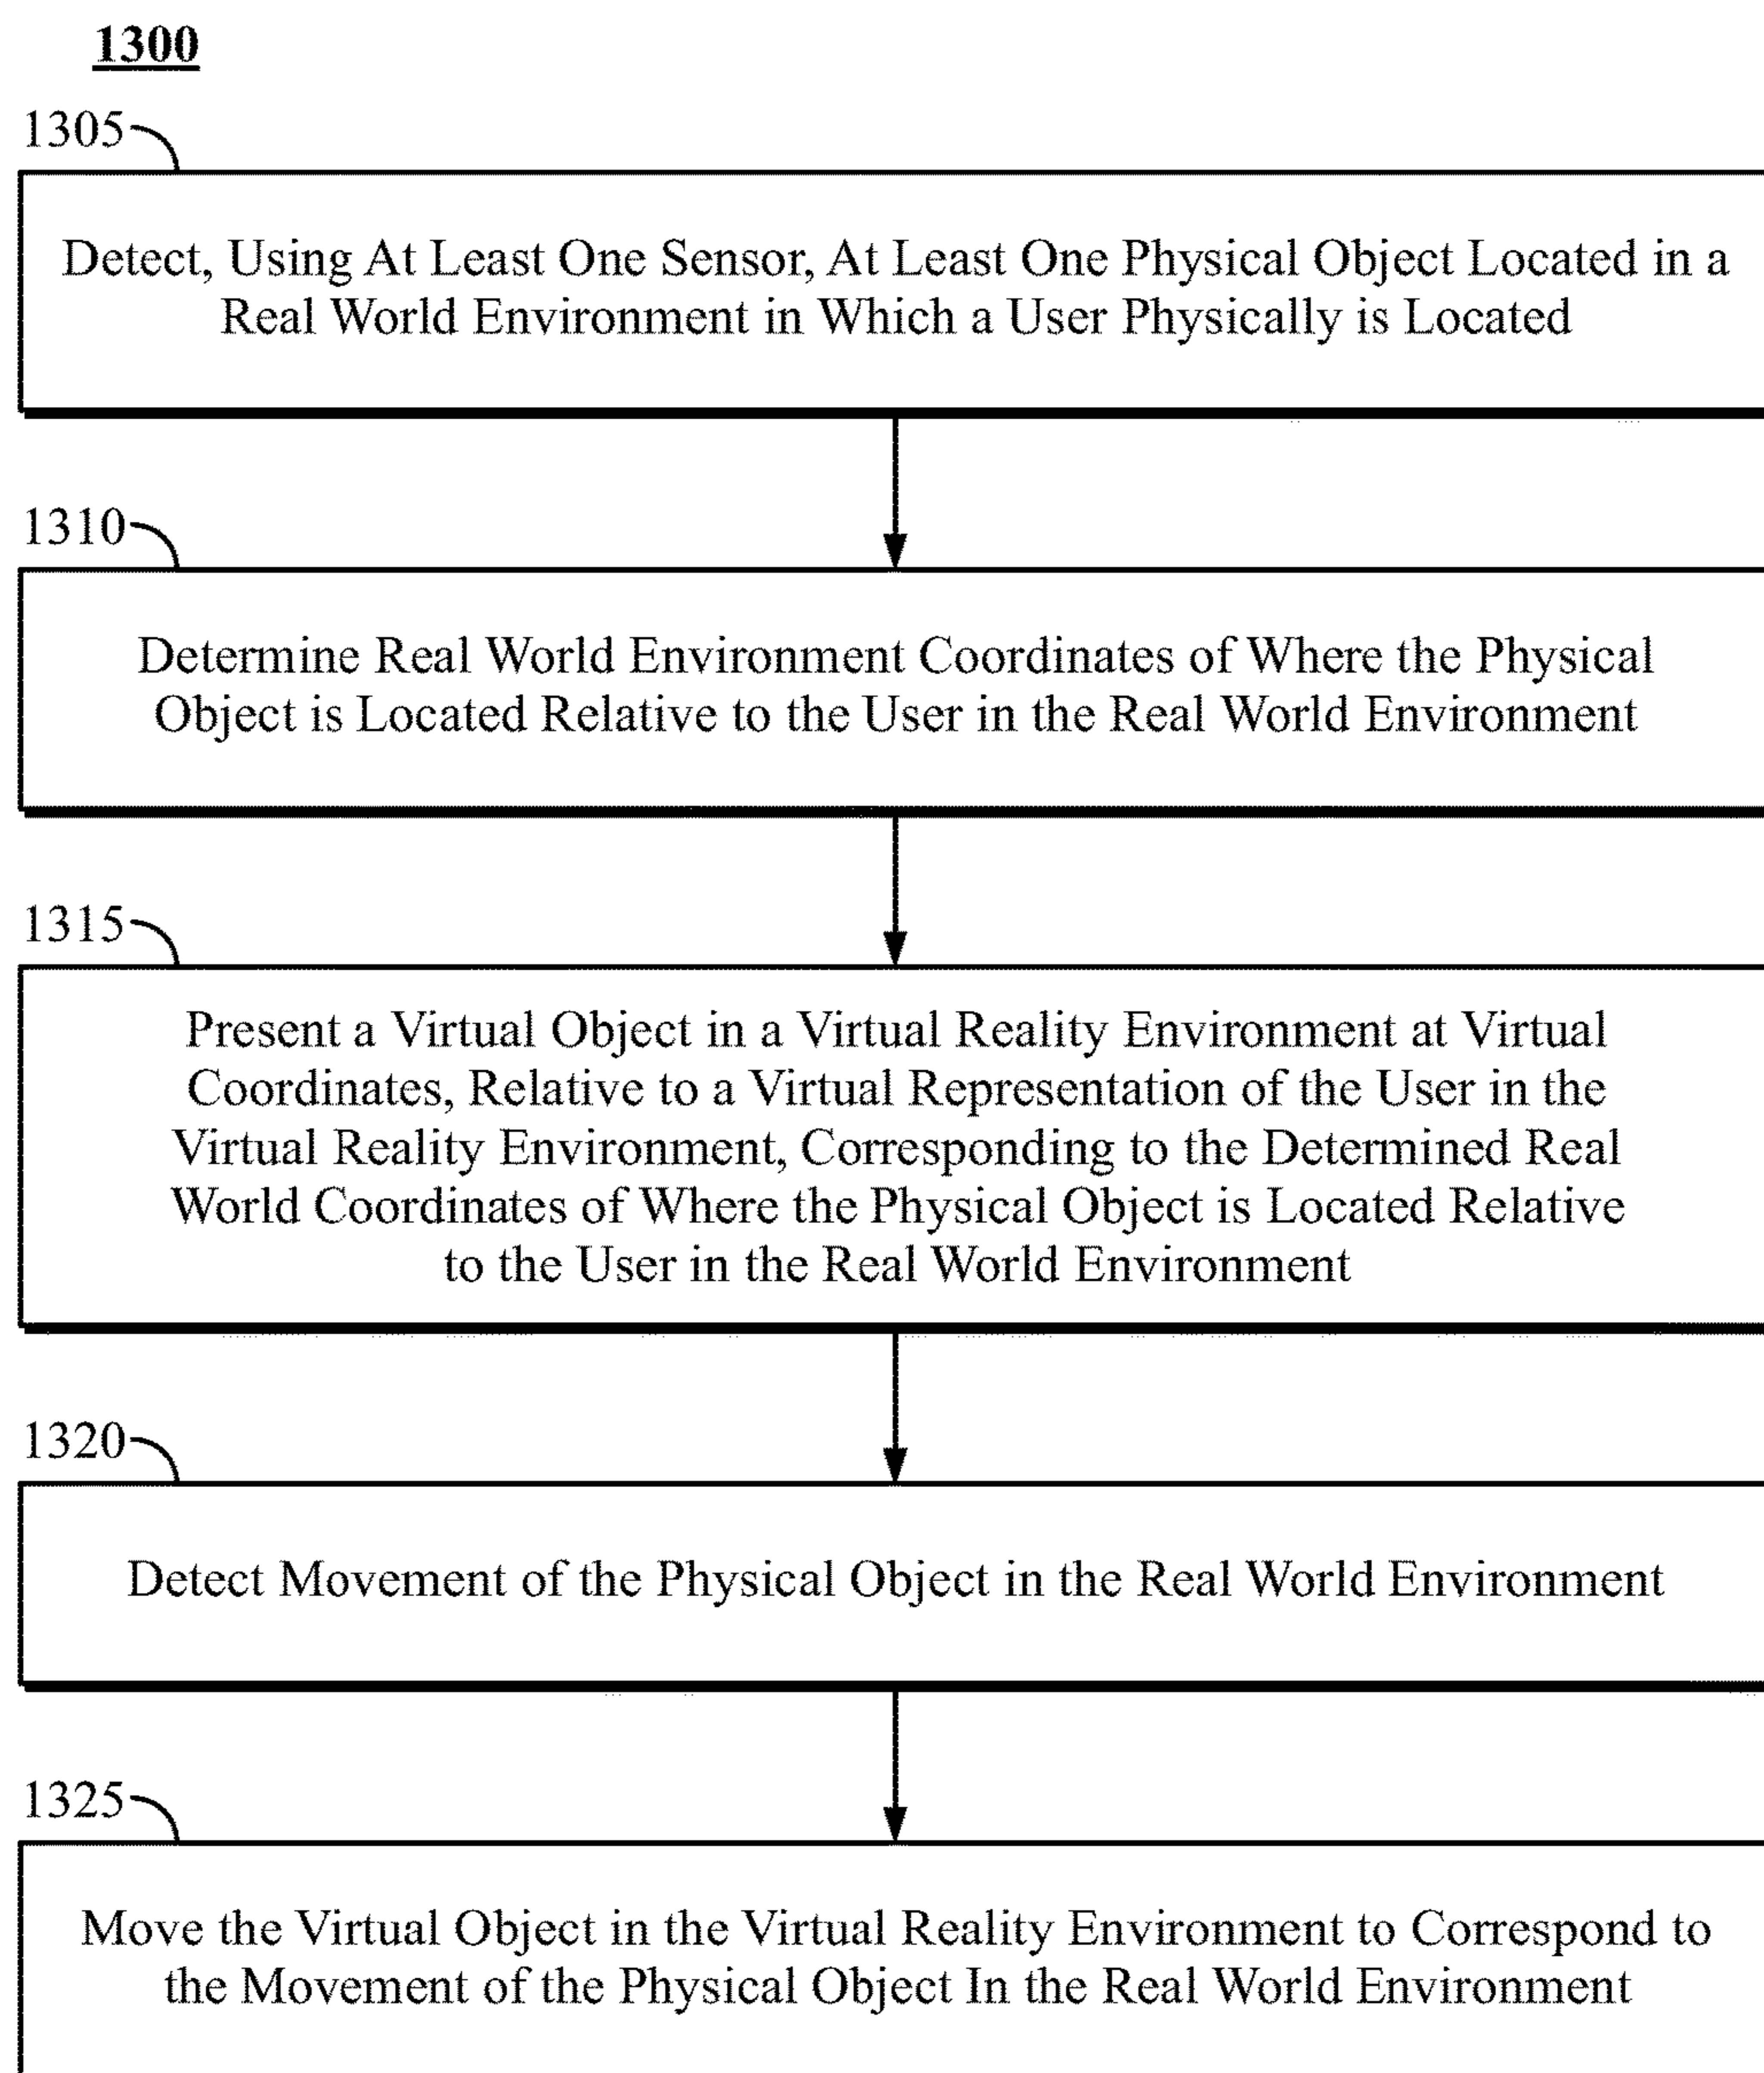 1300
1305
Detect, Using At Least One Sensor, At Least One Physical Object Located in a
Real World Environment in Which a User Physically is Located
1310
Determine Real World Environment Coordinates of Where the Physical
Object is Located Relative to the User in the Real World Environment
1315
Present a Virtual Object in a Virtual Reality Environment at Virtual
Coordinates, Relative to a Virtual Representation of the User in the
Virtual Reality Environment, Corresponding to the Determined Real
World Coordinates of Where the Physical Object is Located Relative
to the User in the Real World Environment
1320
Detect Movement of the Physical Object in the Real World Environment
1325
Move the Virtual Object in the Virtual Reality Environment to Correspond to
the Movement of the Physical Object In the Real World Environment